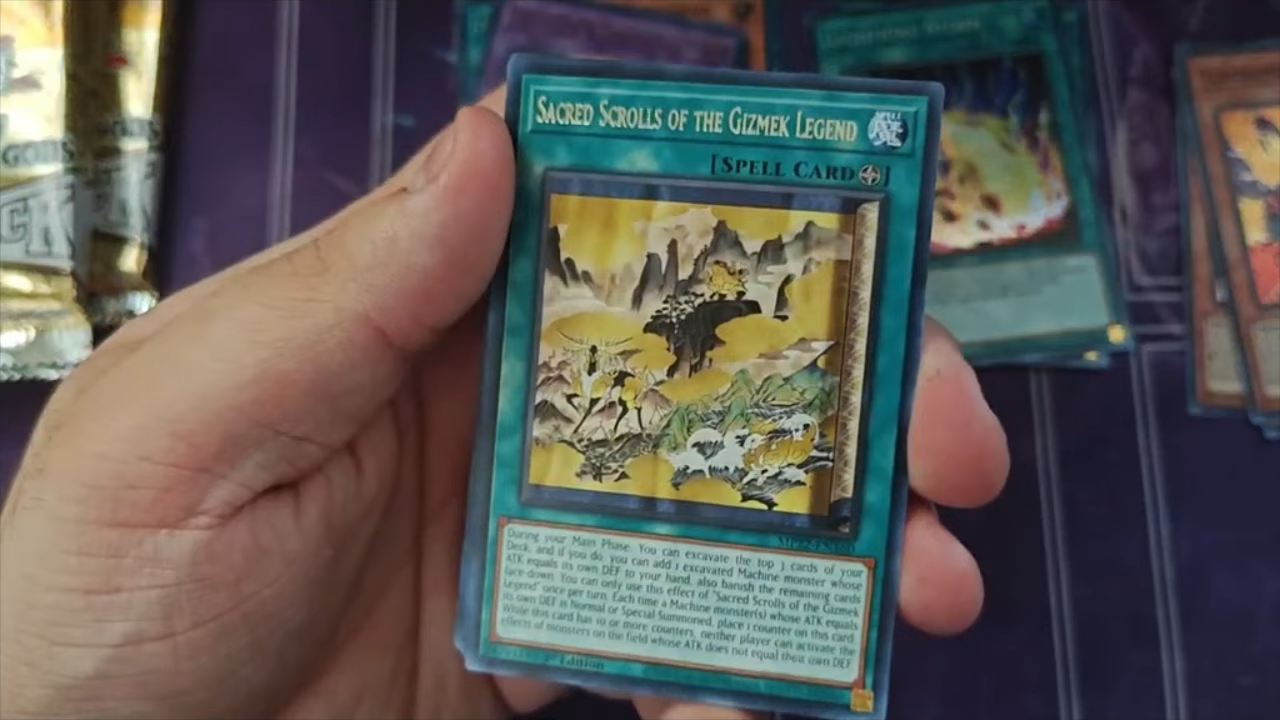 SACRED SCROLLS OF THE GIZMEK LEGEND
[SPELL CARD]
During your Main Phase: You can excavate the top 3 cards of your
Deck, and if you do, you can add 1 excavated Machine monster whose
ATK equals its own DEF to your hand, also banish the remaining cards
face-down. You can only use this effect of "Sacred Scrolls of the Gizmek
Legend" once per turn. Each time a Machine monster(s) whose ATK equals
its own DEF is Normal or Special Summoned, place 1 counter on this card.
While this card has 10 or more counters, neither player can activate the
effects of monsters on the field whose ATK does not equal their own DEF.
1st Edition
GODS